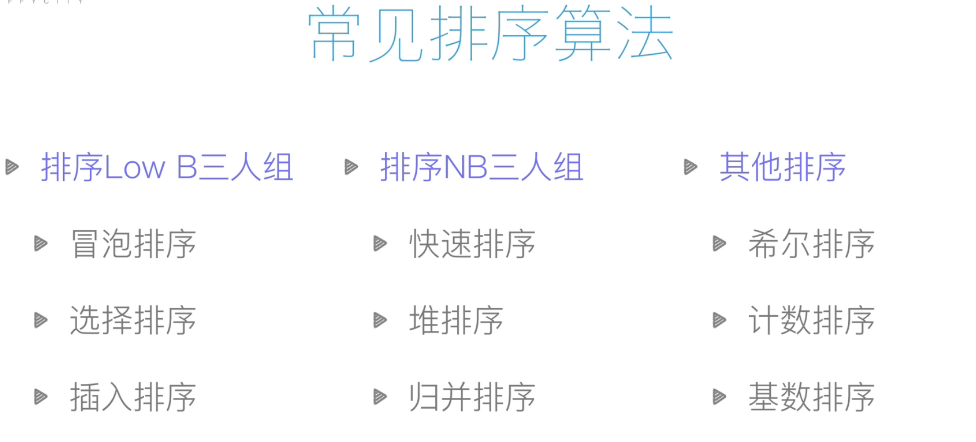 常见排序算法
排序Low B三人组
冒泡排序
选择排序
插入排序
排序NB三人组
快速排序
堆排序
归并排序
其他排序
希尔排序
计数排序
基数排序